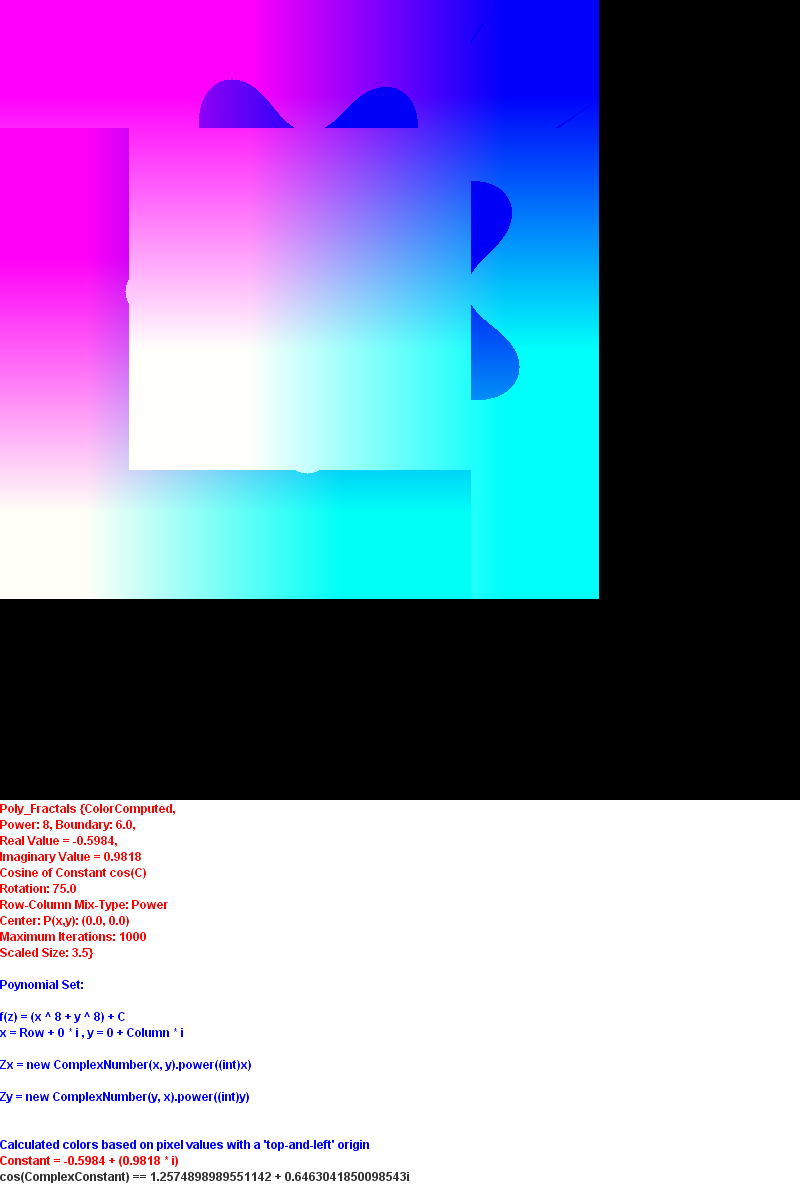 Poly_Fractals {ColorComputed,
Power: 8, Boundary: 6.0,
Real Value = -0.5984,
Imaginary Value = 0.9818
Cosine of Constant cos(C)
Rotation: 75.0
Row-Column Mix-Type: Power
Center: P(x,y): (0.0, 0.0)
Maximum Iterations: 1000
Scaled Size: 3.5}
Poynomial Set:
f(z) = (x ^ 8 + y ^ 8) + C
x = Row + 0 * i , y = 0 + Column * i
Zx = new ComplexNumber(x, y).power((int)x)
Zy = new ComplexNumber(y, x).power((int)y)
Calculated colors based on pixel values with a 'top-and-left' origin
Constant = -0.5984 + (0.9818 * i)
cos(ComplexConstant) == 1.2574898989551142 + 0.6463041850098543i